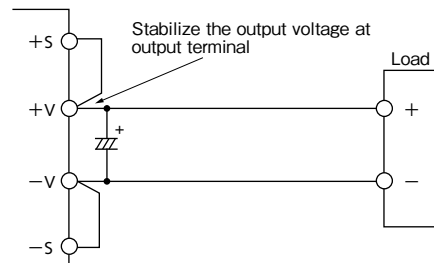 +S
Stabilize the output voltage at
output terminal
Load
+V
+
+
−V
−
−S